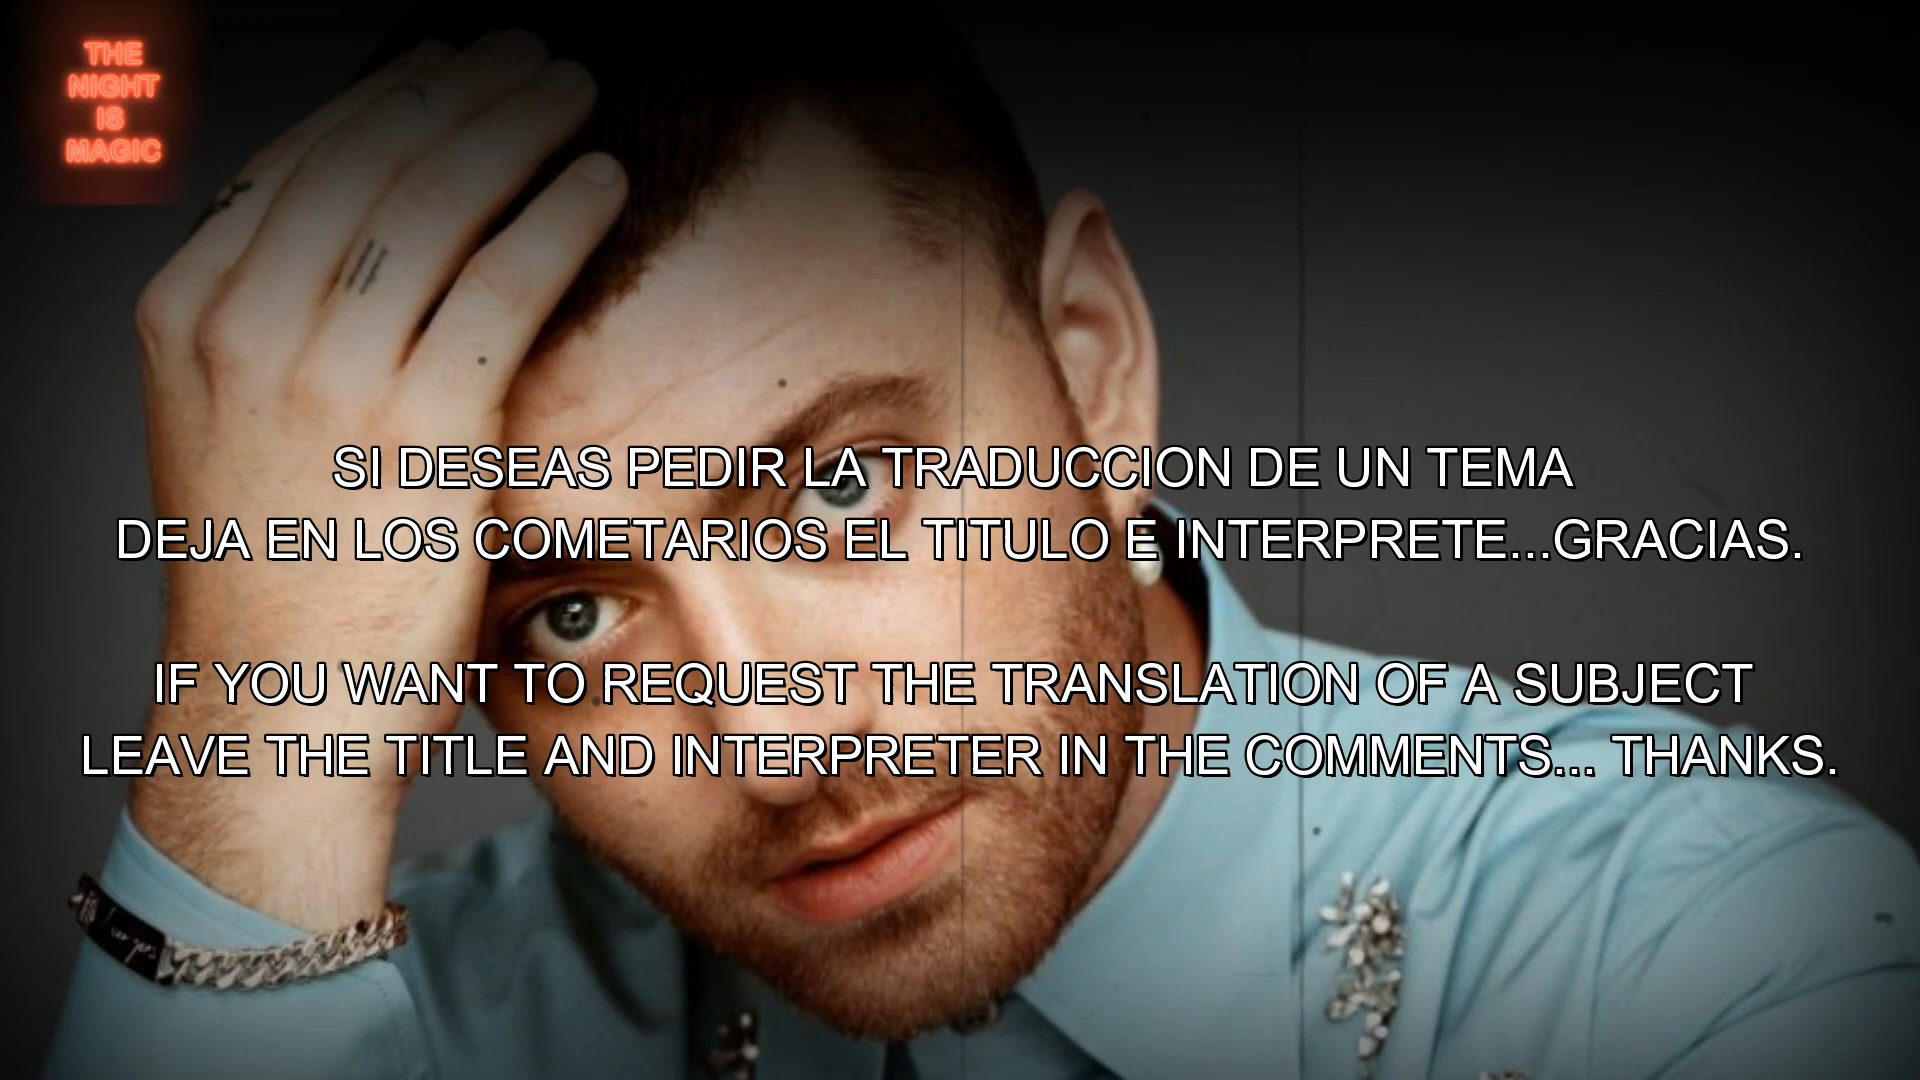 THE
NIGHT
IS
MAGIC
SI DESEAS PEDIR LA TRADUCCION DE UN TEMA
DEJA EN LOS COMETARIOS EL TITULO E INTERPRETE...GRACIAS.
IF YOU WANT TO REQUEST THE TRANSLATION OF A SUBJECT
LEAVE THE TITLE AND INTERPRETER IN THE COMMENTS... THANKS.